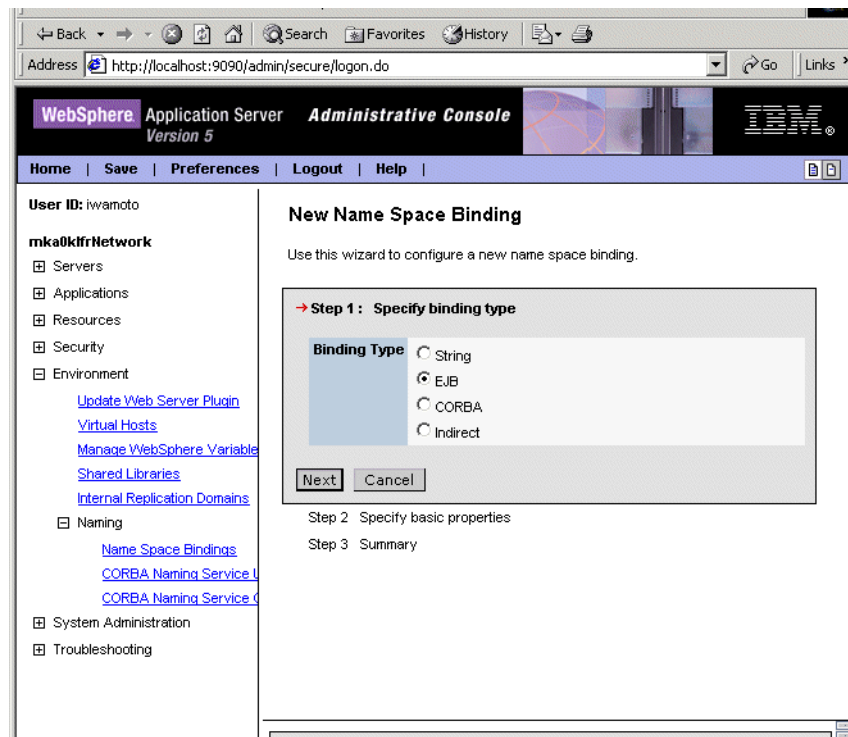 Back Search Favorites History
Address http://localhost:9090/admin/secure/logon.do Go Links
WebSphere Application Server Administrative Console
Version 5
IBM
Home | Save | Preferences | Logout | Help |
User ID: iwamoto
mka0klfrNetwork
Servers
Applications
Resources
Security
Environment
Update Web Server Plugin
Virtual Hosts
Manage WebSphere Variable
Shared Libraries
Internal Replication Domains
Naming
Name Space Bindings
CORBA Naming Service U
CORBA Naming Service
System Administration
Troubleshooting
New Name Space Binding
Use this wizard to configure a new name space binding.
Step 1 : Specify binding type
Binding Type
String
EJB
CORBA
Indirect
Next Cancel
Step 2 Specify basic properties
Step 3 Summary